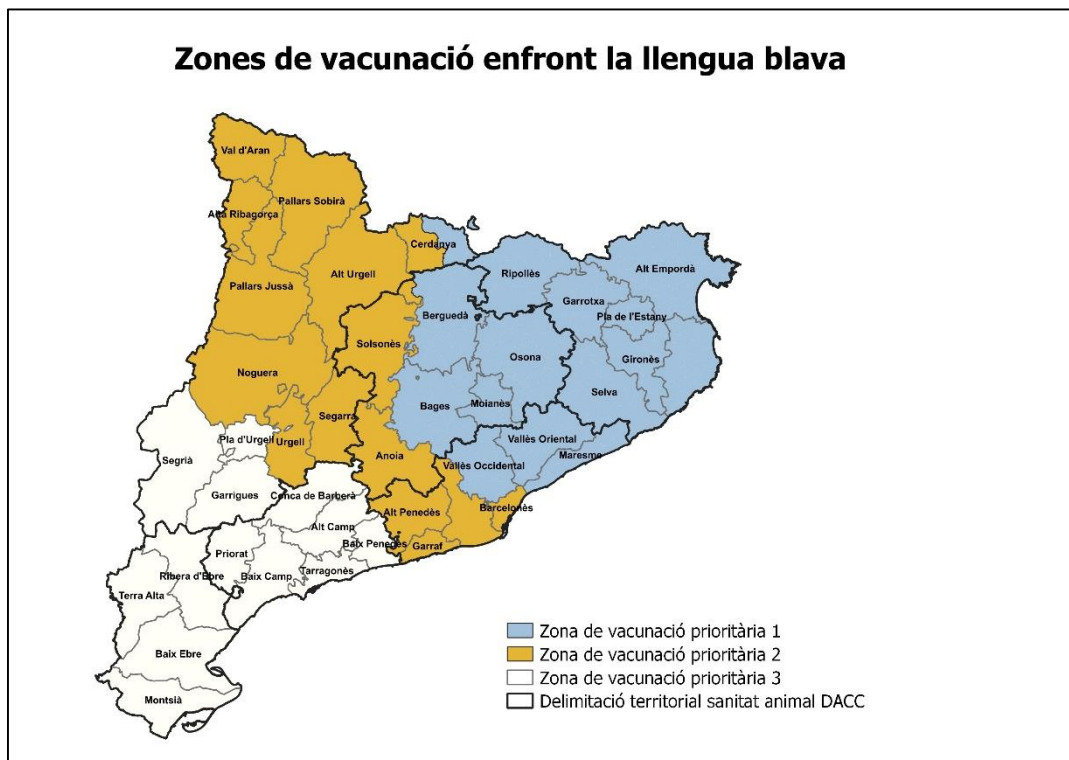 Zones de vacunació enfront la llengua blava
Val d'Aran
Pallars Sobirà
Alta Ribagorça
Cerdanya
Alt Urgell
Ripollès
Alt Empordà
Pallars Jussà
Garrotxa
Berguedà
Pla de l'Estany
Solsonès
Osona
Gironès
Noguera
Selva
Bages
Moianès
Segarra
Pla d'Urgell
Urgell
Vallès Oriental
Segrià
Anoia
Maresme
Vallès Occidental
Garrigues
Conca de Barberà
Alt Penedès
Barcelonès
Alt Camp
Baix Penedès
Garraf
Priorat
Tarragonès
Ribera d'Ebre
Baix Camp
Terra Alta
Baix Ebre
Montsià
Zona de vacunació prioritària 1
Zona de vacunació prioritària 2
Zona de vacunació prioritària 3
Delimitació territorial sanitat animal DACC